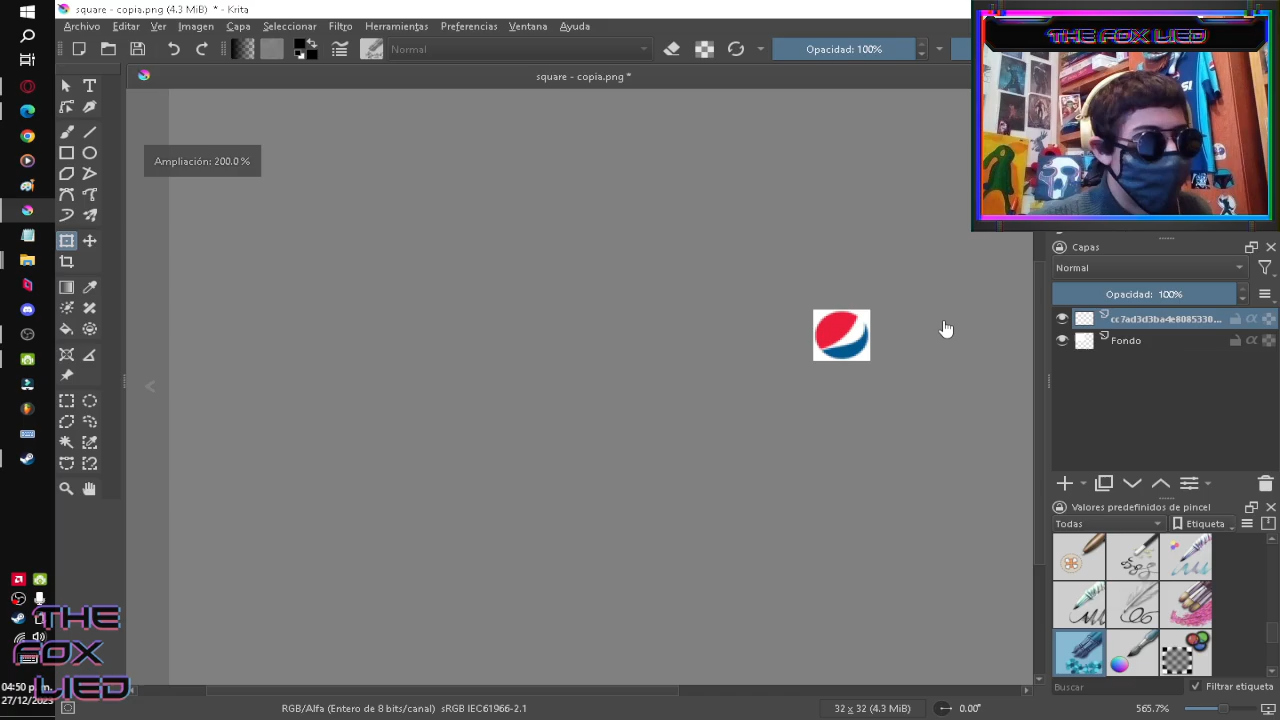 square - copia.png (4.3 MiB) * - Krita
Archivo Editar Ver Imagen Capa Seleccionar Filtro Herramientas Preferencias Ventana Ayuda
Normal
Opacidad: 100%
square - copia.png *
THE FOX LIED
Ampliación: 200.0 %
Capas
Normal
Opacidad: 100%
cc7ad3d3ba4e8085330...
Fondo
Valores predefinidos de pincel
Todas
Etiqueta
THE
FOX
LIED
04:50 p.m.
27/12/2023
Buscar
Filtrar etiqueta
RGB/Alfa (Entero de 8 bits/canal) sRGB IEC61966-2.1
32 x 32 (4.3 MiB)
0.00°
565.7%